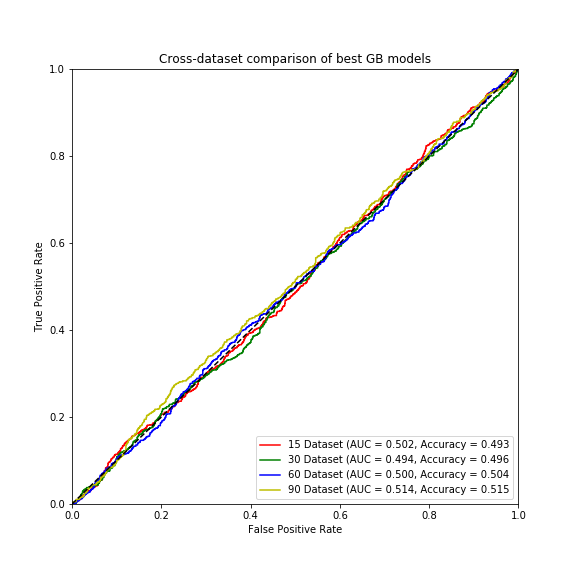 Cross-dataset comparison of best GB models
1.0
0.8
0.6
0.4
0.2
0.0
True Positive Rate
15 Dataset (AUC = 0.502, Accuracy = 0.493
30 Dataset (AUC = 0.494, Accuracy = 0.496
60 Dataset (AUC = 0.500, Accuracy = 0.504
90 Dataset (AUC = 0.514, Accuracy = 0.515
0.0 0.2 0.4 0.6 0.8 1.0
False Positive Rate